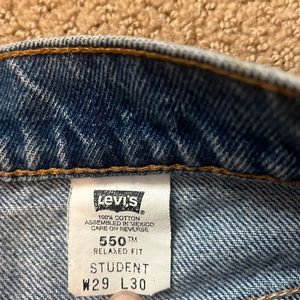 Levi's
100% COTTON
ASSEMBLED IN MEXICO
CARE ON REVERSE
550™
RELAXED FIT
STUDENT
W29 L30